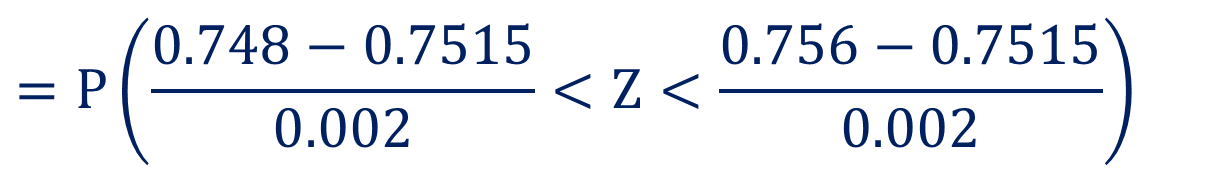 = P(0.748 − 0.7515 / 0.002 < Z < 0.756 − 0.7515 / 0.002)